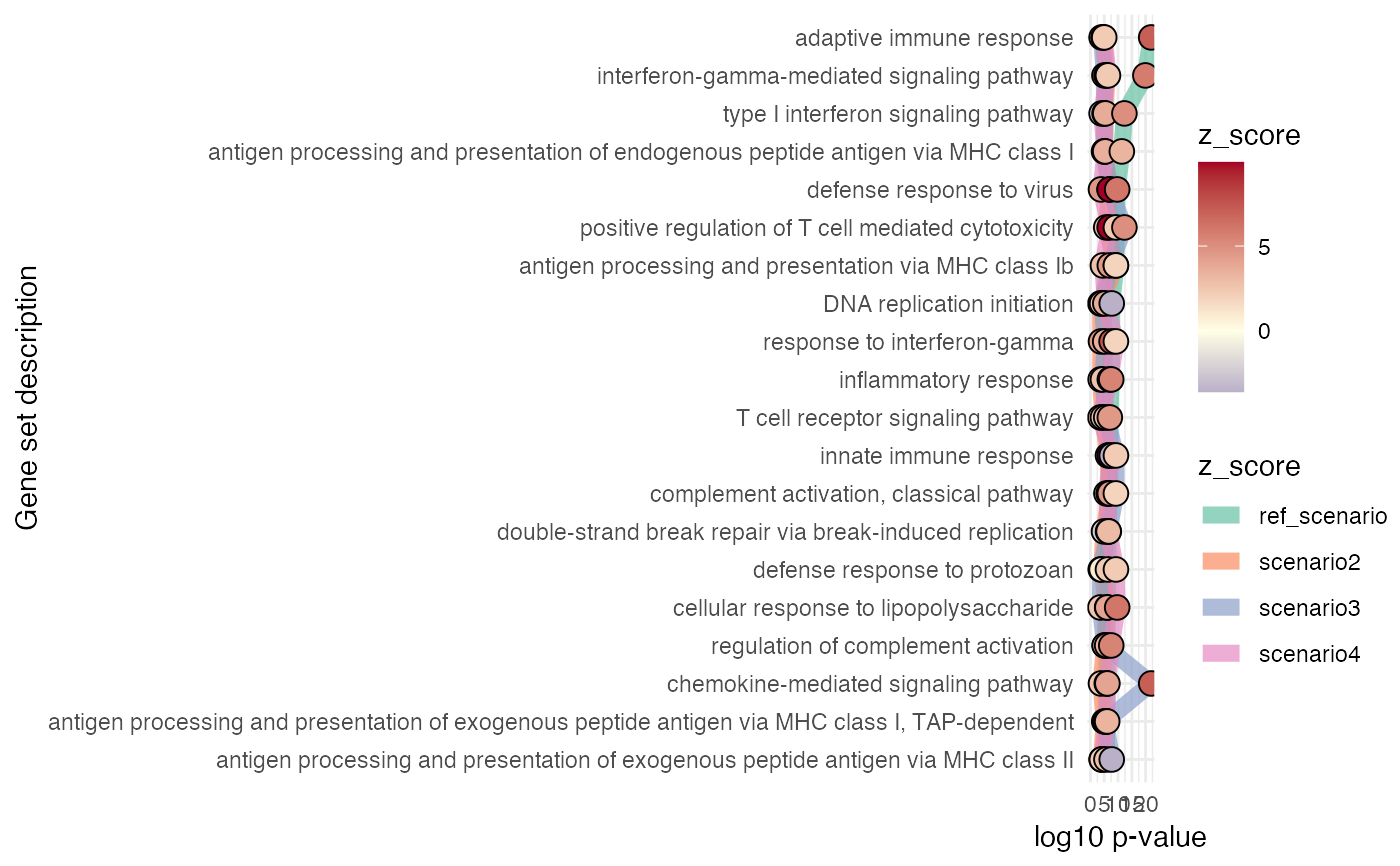 adaptive immune response
interferon-gamma-mediated signaling pathway
type I interferon signaling pathway
antigen processing and presentation of endogenous peptide antigen via MHC class I
defense response to virus
positive regulation of T cell mediated cytotoxicity
antigen processing and presentation via MHC class Ib
DNA replication initiation
response to interferon-gamma
inflammatory response
T cell receptor signaling pathway
innate immune response
complement activation, classical pathway
double-strand break repair via break-induced replication
defense response to protozoan
cellular response to lipopolysaccharide
regulation of complement activation
chemokine-mediated signaling pathway
antigen processing and presentation of exogenous peptide antigen via MHC class I, TAP-dependent
antigen processing and presentation of exogenous peptide antigen via MHC class II
Gene set description
0 5 10 15 20
log10 p-value
z_score
5
0
z_score
ref_scenario
scenario2
scenario3
scenario4